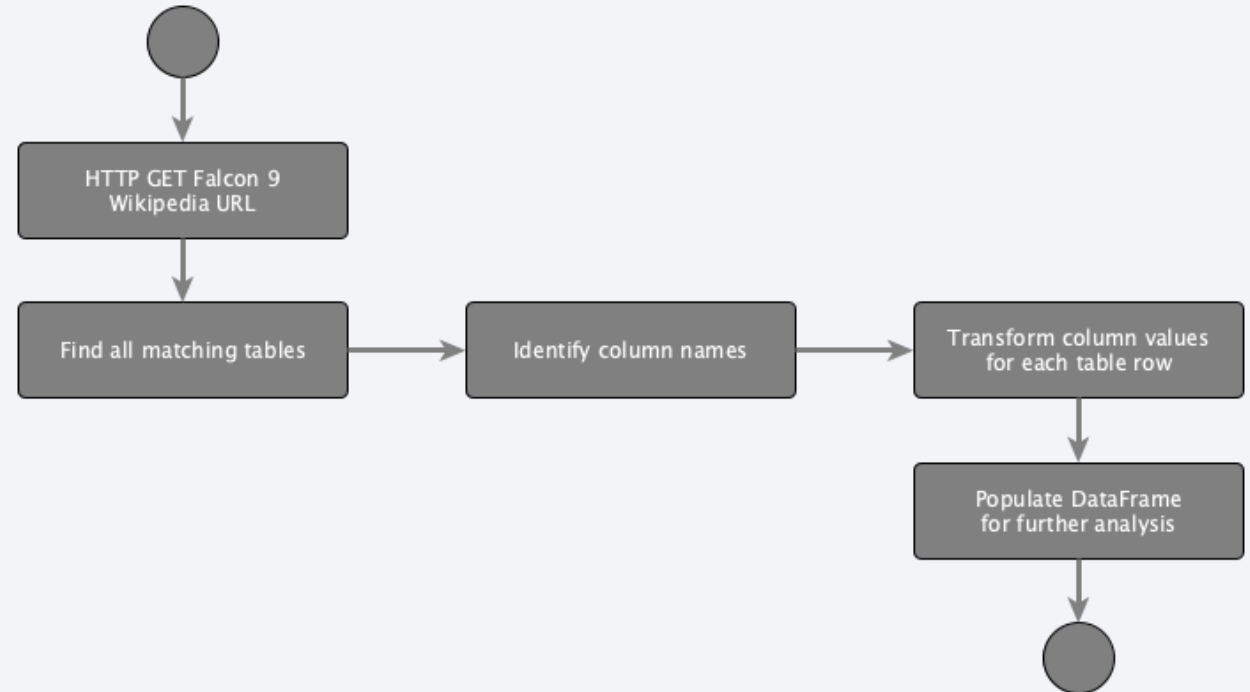 HTTP GET Falcon 9
Wikipedia URL
Find all matching tables
Identify column names
Transform column values
for each table row
Populate DataFrame
for further analysis